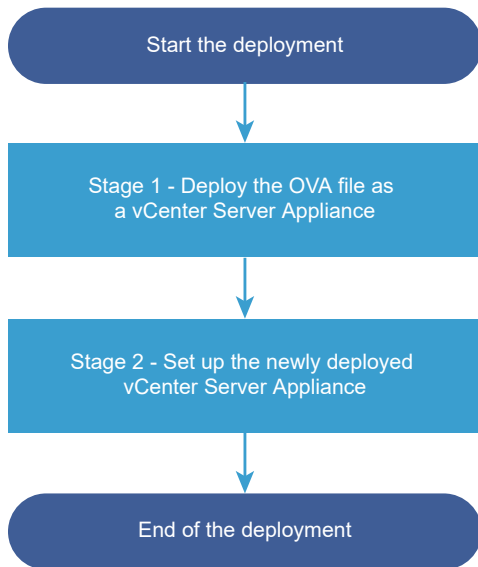 Start the deployment
Stage 1 - Deploy the OVA file as
a vCenter Server Appliance
Stage 2 - Set up the newly deployed
vCenter Server Appliance
End of the deployment